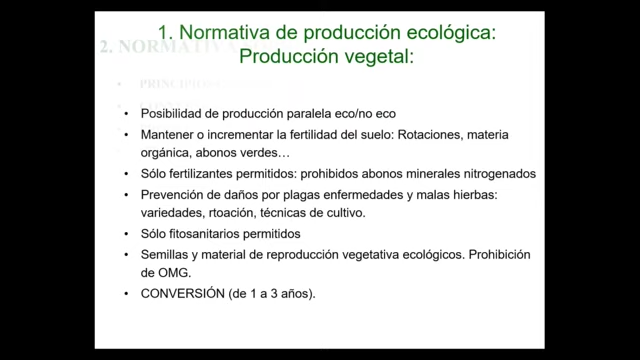 1. Normativa de producción ecológica:
Producción vegetal:
2. NORMATIVA
• PRINCIPIOS
• Posibilidad de producción paralela eco/no eco
• Mantener o incrementar la fertilidad del suelo: Rotaciones, materia
orgánica, abonos verdes…
• Sólo fertilizantes permitidos: prohibidos abonos minerales nitrogenados
• Prevención de daños por plagas enfermedades y malas hierbas:
variedades, rtoación, técnicas de cultivo.
• Sólo fitosanitarios permitidos
• Semillas y material de reproducción vegetativa ecológicos. Prohibición
de OMG.
• CONVERSIÓN (de 1 a 3 años).